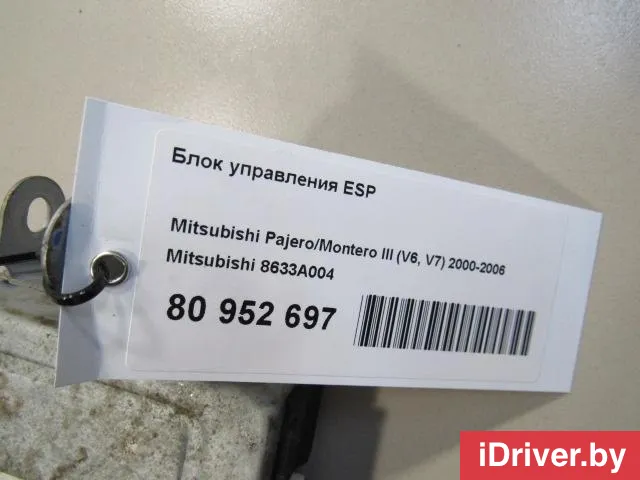 Блок управления ESP
Mitsubishi Pajero/Montero III (V6, V7) 2000-2006
Mitsubishi 8633A004
80 952 697
iDriver.by